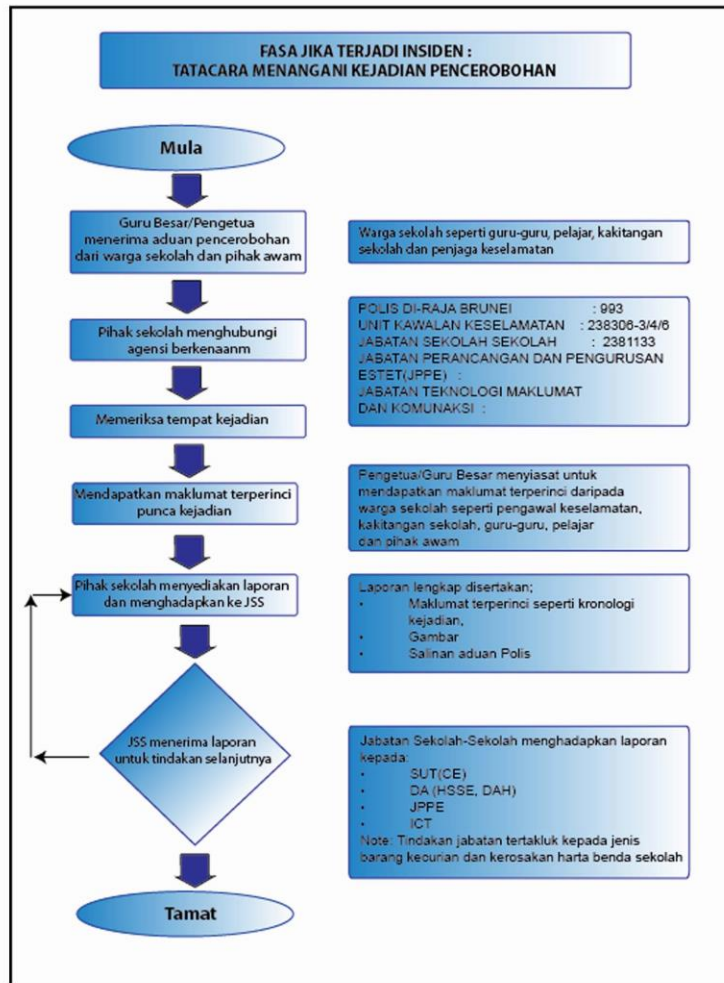 FASA JIKA TERJADI INSIDEN :
TATACARA MENANGANI KEJADIAN PENCEROBOHAN
Mula
Guru Besar/Pengetua
menerima aduan pencerobohan
dari warga sekolah dan pihak awam
Warga sekolah seperti guru-guru, pelajar, kakitangan
sekolah dan penjaga keselamatan
Pihak sekolah menghubungi
agensi berkenaanm
POLIS DI-RAJA BRUNEI : 993
UNIT KAWALAN KESELAMATAN : 238306-3/4/6
JABATAN SEKOLAH SEKOLAH : 2381133
JABATAN PERANCANGAN DAN PENGURUSAN
ESTET(JPPE) :
JABATAN TEKNOLOGI MAKLUMAT
DAN KOMUNAKSI :
Memeriksa tempat kejadian
Mendapatkan maklumat terperinci
punca kejadian
Pengetua/Guru Besar menyiasat untuk
mendapatkan maklumat terperinci daripada
warga sekolah seperti pengawal keselamatan,
kakitangan sekolah, guru-guru, pelajar
dan pihak awam
Pihak sekolah menyediakan laporan
dan menghadapkan ke JSS
Laporan lengkap disertakan;
• Maklumat terperinci seperti kronologi
kejadian,
• Gambar
• Salinan aduan Polis
JSS menerima laporan
untuk tindakan selanjutnya
Jabatan Sekolah-Sekolah menghadapkan laporan
kepada:
• SUT(CE)
• DA (HSSE, DAH)
• JPPE
• ICT
Note: Tindakan jabatan tertakluk kepada jenis
barang kecurian dan kerosakan harta benda sekolah
Tamat